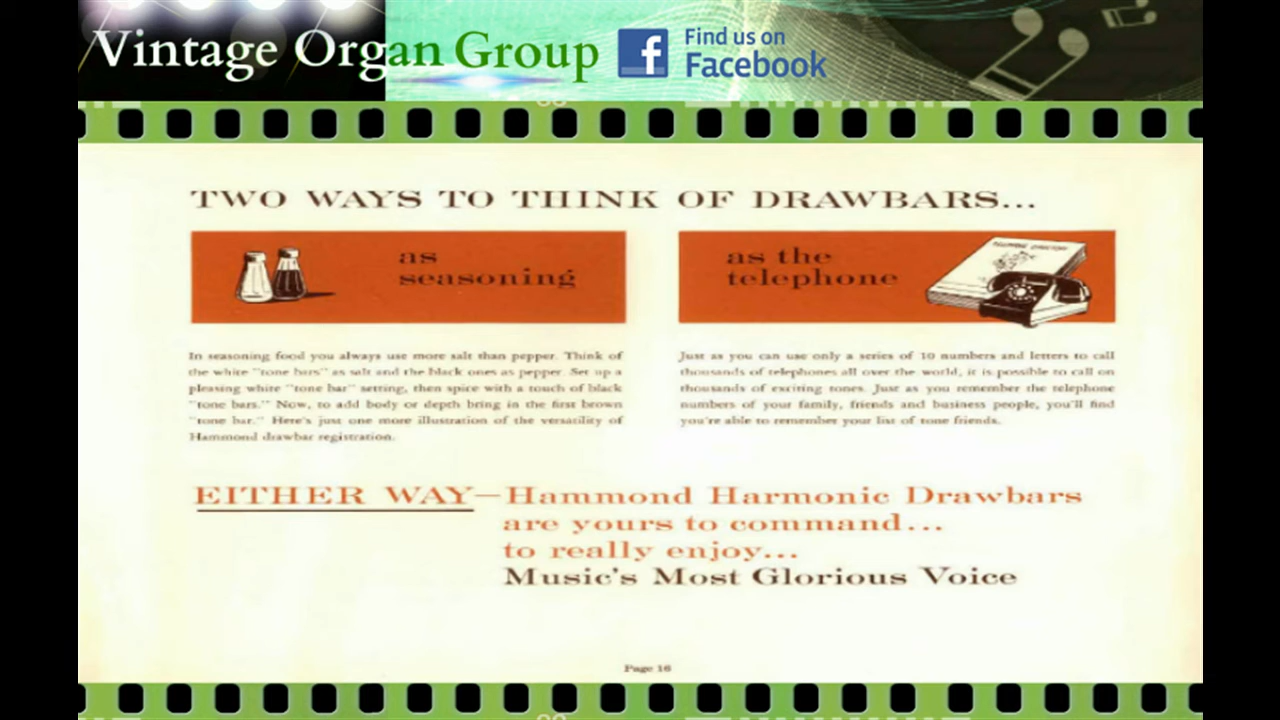 Vintage Organ Group
Find us on
Facebook
TWO WAYS TO THINK OF DRAWBARS...
as
seasoning
as the
telephone
TELEPHONE DIRECTORY
In seasoning food you always use more salt than pepper. Think of
the white "tone bars" as salt and the black ones as pepper. Set up a
pleasing white "tone bar" setting, then spice with a touch of black
"tone bars." Now, to add body or depth bring in the first brown
"tone bar." Here's just one more illustration of the versatility of
Hammond drawbar registration.
Just as you can use only a series of 10 numbers and letters to call
thousands of telephones all over the world, it is possible to call on
thousands of exciting tones. Just as you remember the telephone
numbers of your family, friends and business people, you'll find
you're able to remember your list of tone friends.
EITHER WAY—Hammond Harmonic Drawbars
are yours to command...
to really enjoy...
Music's Most Glorious Voice
Page 16